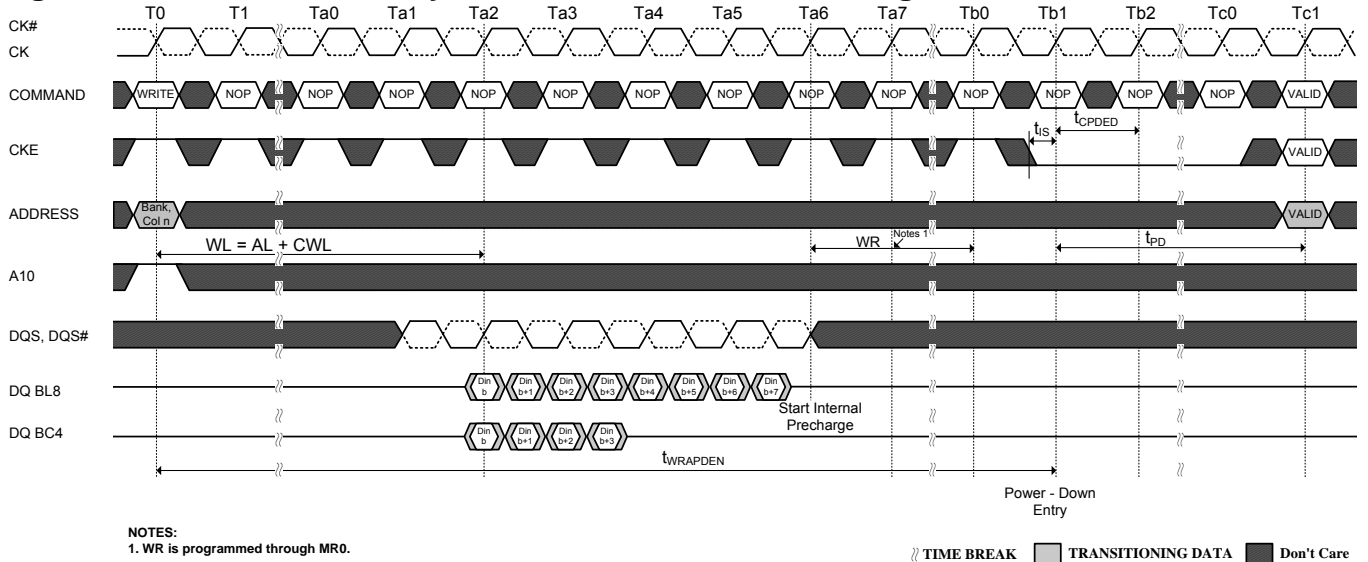 T0 T1 Ta0 Ta1 Ta2 Ta3 Ta4 Ta5 Ta6 Ta7 Tb0 Tb1 Tb2 Tc0 Tc1
CK#
CK
COMMAND WRITE NOP NOP NOP NOP NOP NOP NOP NOP NOP NOP NOP NOP NOP VALID
tIS tCPDED
CKE VALID
ADDRESS Bank, Col n VALID
WL = AL + CWL WR Notes 1 tPD
A10
DQS, DQS#
DQ BL8 Din b Din b+1 Din b+2 Din b+3 Din b+4 Din b+5 Din b+6 Din b+7
Start Internal
Precharge
DQ BC4 Din b Din b+1 Din b+2 Din b+3
tWRAPDEN
Power - Down
Entry
NOTES:
1. WR is programmed through MR0.
TIME BREAK TRANSITIONING DATA Don't Care